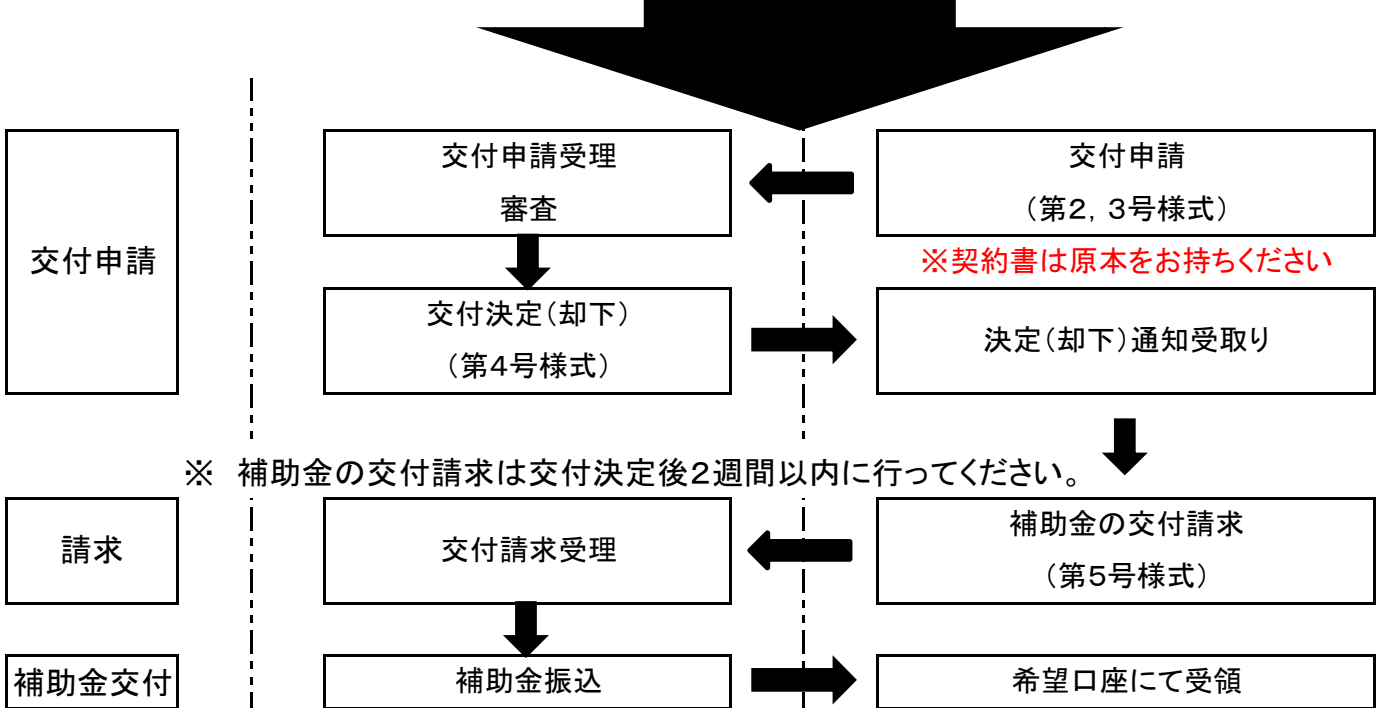 交付申請
交付申請受理
審査
交付申請
（第２，３号様式）
※契約書は原本をお持ちください
交付決定（却下）
（第４号様式）
決定（却下）通知受取り
※　補助金の交付請求は交付決定後２週間以内に行ってください。
請求
交付請求受理
補助金の交付請求
（第５号様式）
補助金交付
補助金振込
希望口座にて受領